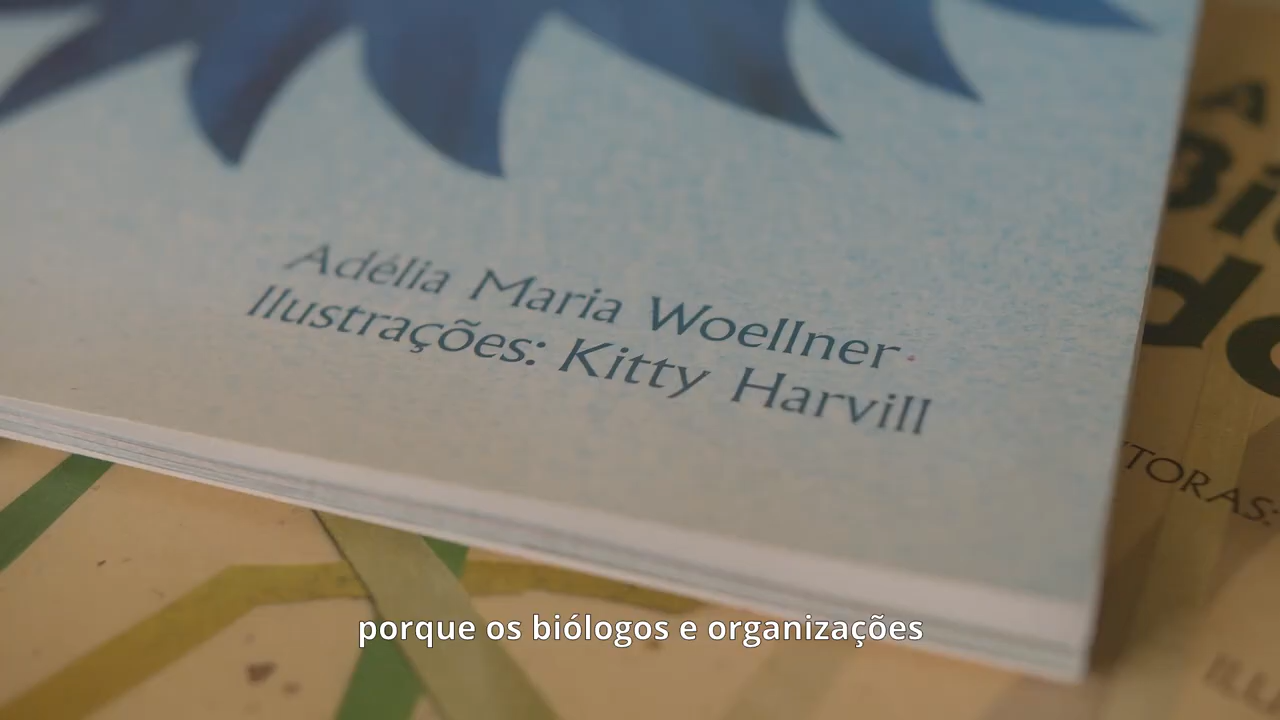 Adélia Maria Woellner
Ilustrações: Kitty Harvill
porque os biólogos e organizações